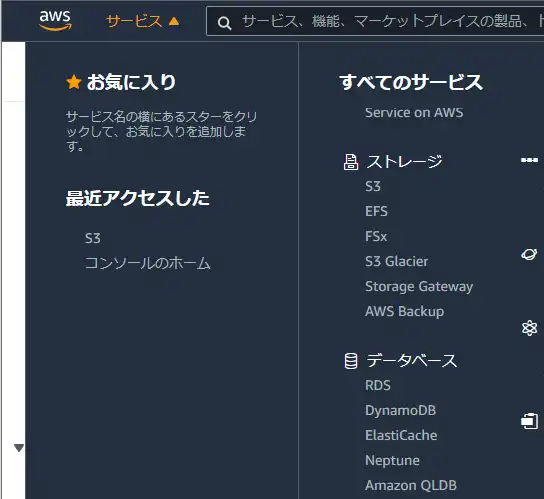 aws
サービス
サービス、機能、マーケットプレイスの製品、
お気に入り
サービス名の横にあるスターをクリ
ックして、お気に入りを追加しま
す。
最近アクセスした
S3
コンソールのホーム
すべてのサービス
Service on AWS
ストレージ
S3
EFS
FSx
S3 Glacier
Storage Gateway
AWS Backup
データベース
RDS
DynamoDB
ElastiCache
Neptune
Amazon QLDB